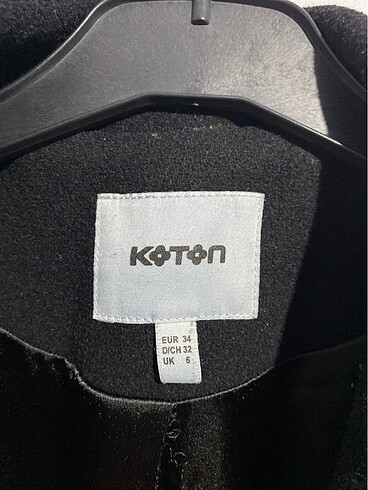 KOTON
EUR 34
D/CH 32
UK 6